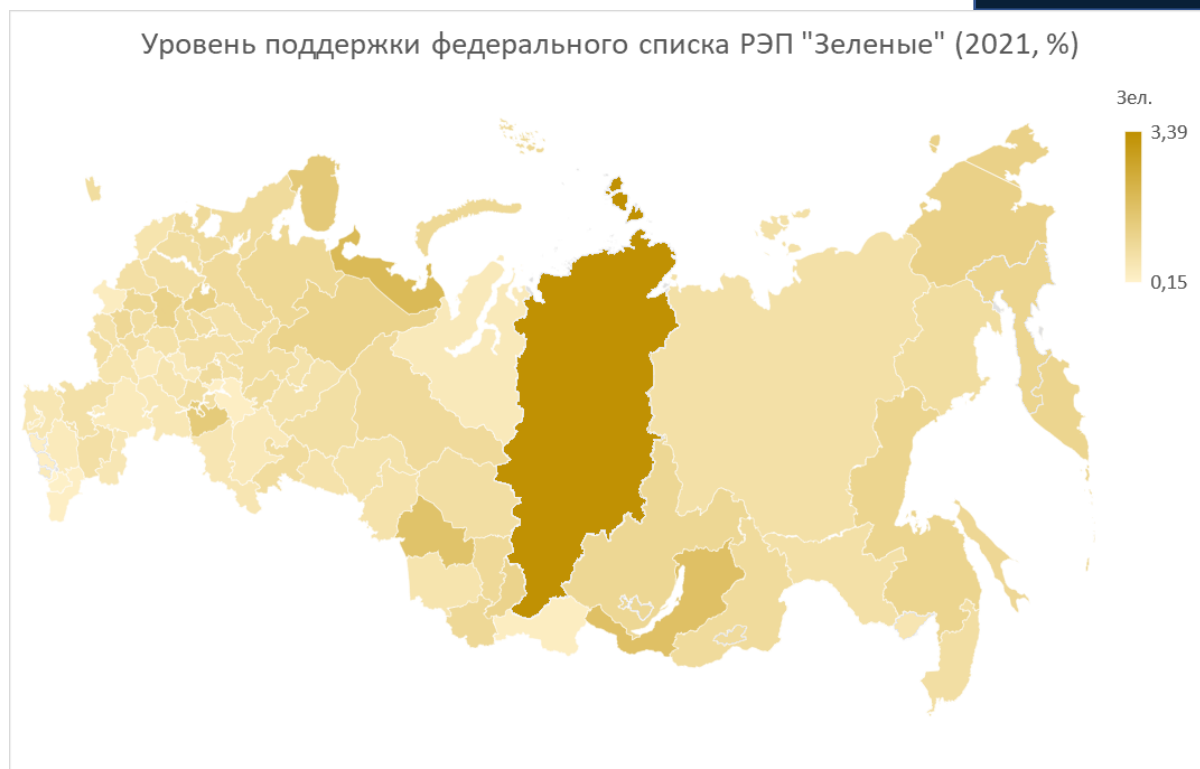 Уровень поддержки федерального списка РЭП "Зеленые" (2021, %)
Зел.
3,39
0,15